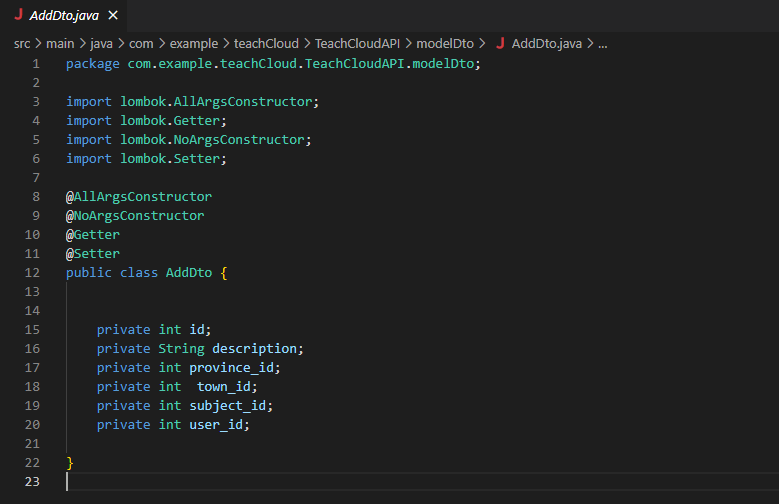 J AddDto.java ×
src > main > java > com > example > teachCloud > TeachCloudAPI > modelDto > J AddDto.java > ...
1 package com.example.teachCloud.TeachCloudAPI.modelDto;
2
3 import lombok.AllArgsConstructor;
4 import lombok.Getter;
5 import lombok.NoArgsConstructor;
6 import lombok.Setter;
7
8 @AllArgsConstructor
9 @NoArgsConstructor
10 @Getter
11 @Setter
12 public class AddDto {
13
14
15     private int id;
16     private String description;
17     private int province_id;
18     private int  town_id;
19     private int subject_id;
20     private int user_id;
21
22 }
23